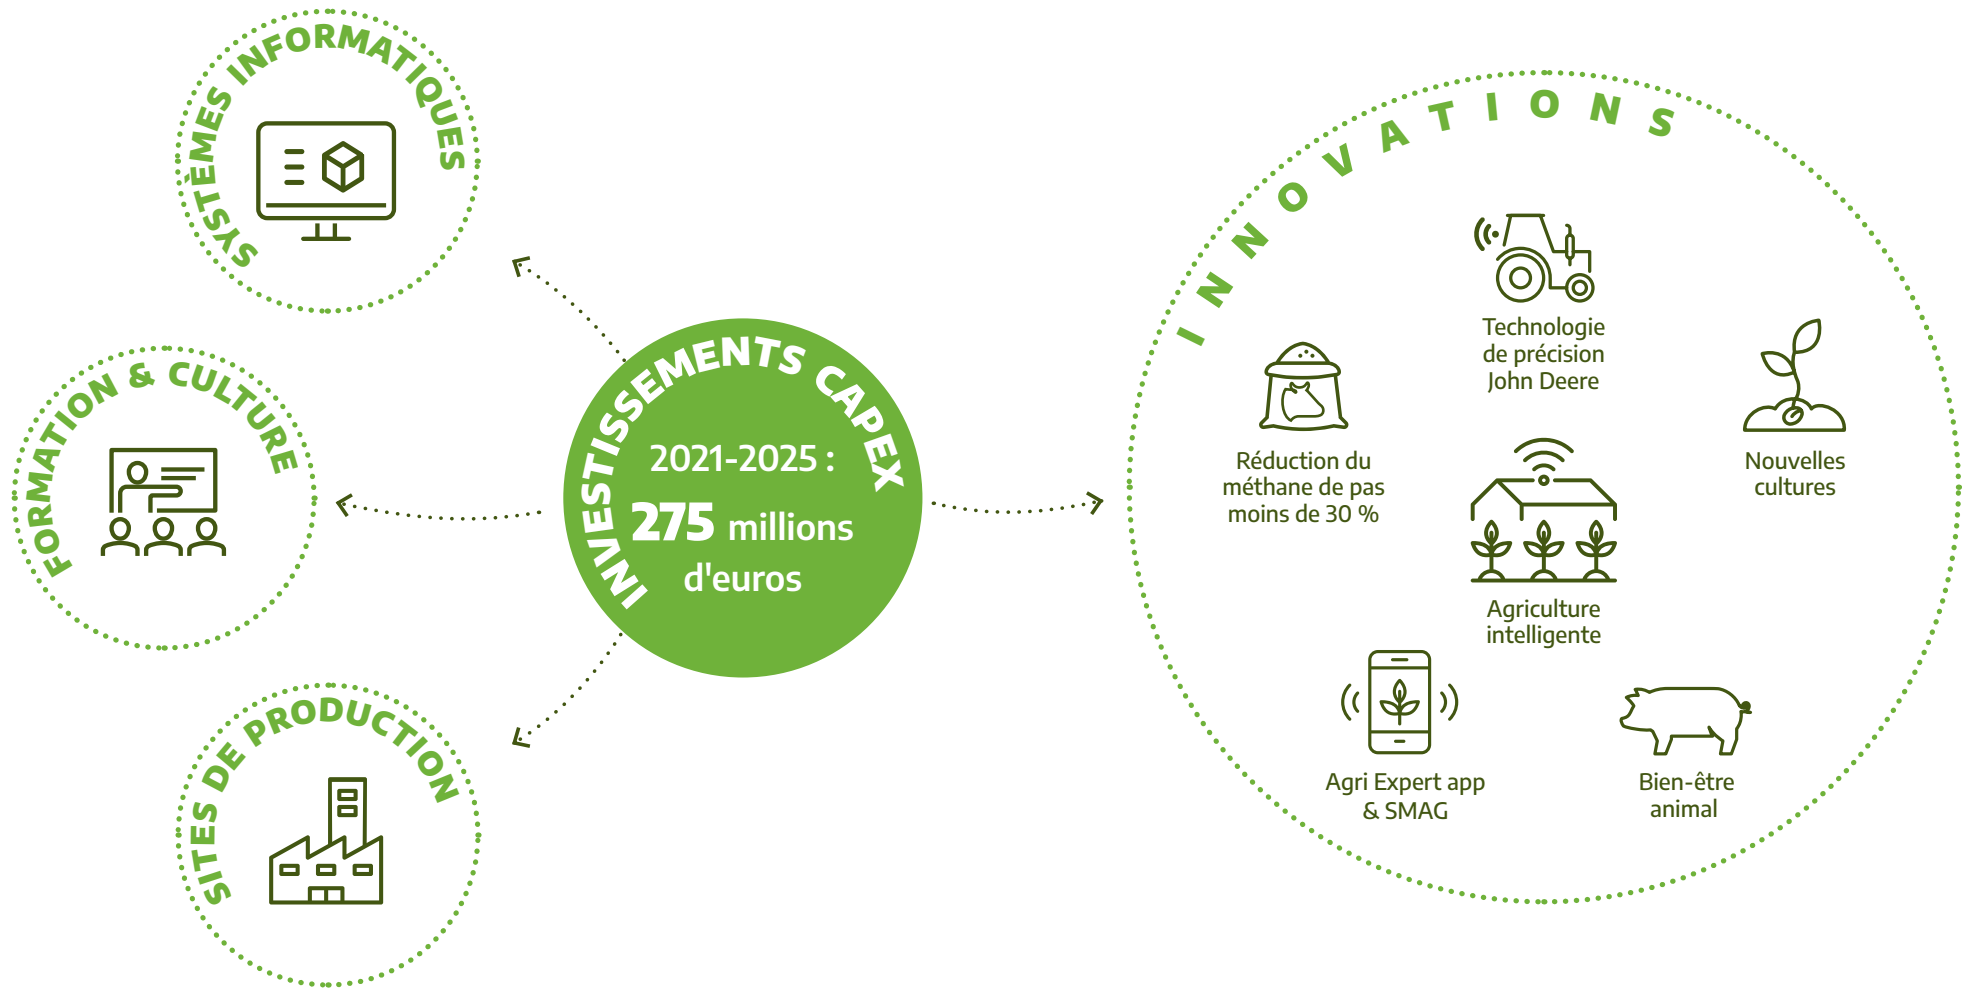 SYSTÈMES INFORMATIQUES
FORMATION & CULTURE
SITES DE PRODUCTION
INVESTISSEMENTS CAPEX
2021-2025 :
275 millions
d'euros
INNOVATIONS
Technologie
de précision
John Deere
Réduction du
méthane de pas
moins de 30 %
Nouvelles
cultures
Agriculture
intelligente
Agri Expert app
& SMAG
Bien-être
animal